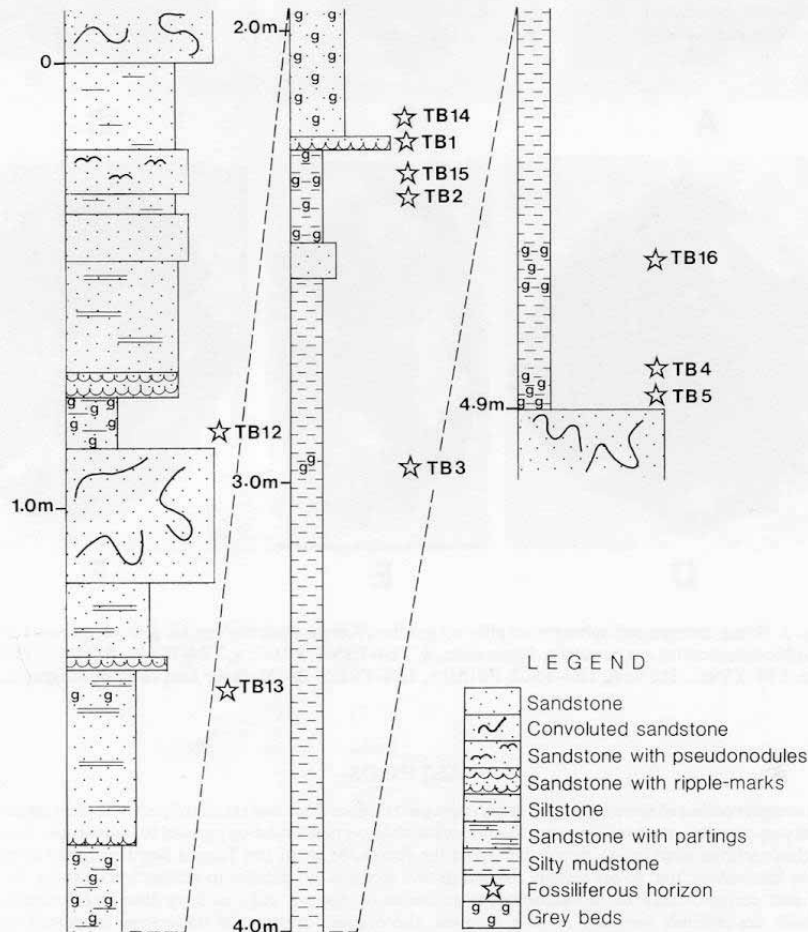 0
1.0m
TB12
TB13
2.0m
TB14
TB1
TB15
TB2
3.0m
TB3
4.0m
TB16
TB4
TB5
4.9m
LEGEND
Sandstone
Convoluted sandstone
Sandstone with pseudonodules
Sandstone with ripple-marks
Siltstone
Sandstone with partings
Silty mudstone
Fossiliferous horizon
g g
g g Grey beds